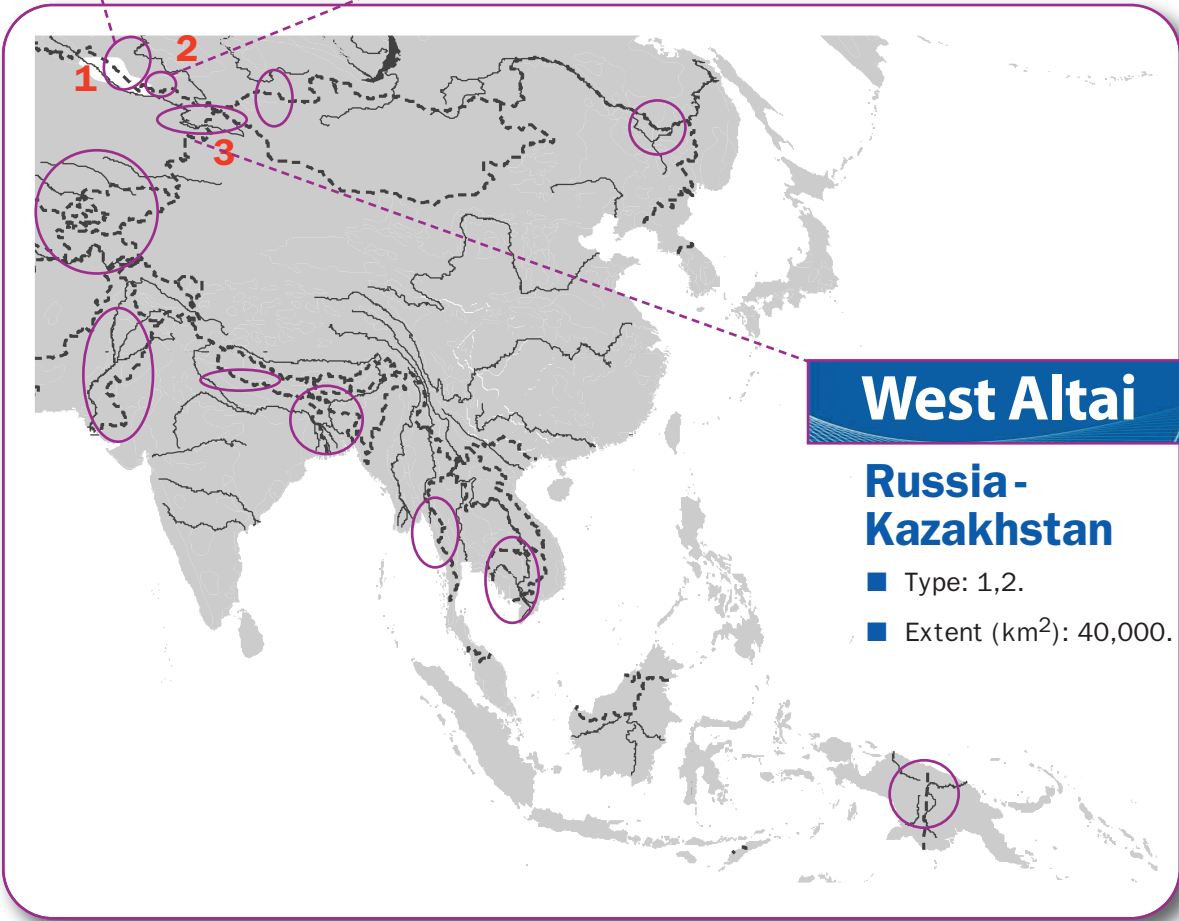 2
1
3
West Altai
Russia-
Kazakhstan
■ Type: 1,2.
■ Extent (km²): 40,000.